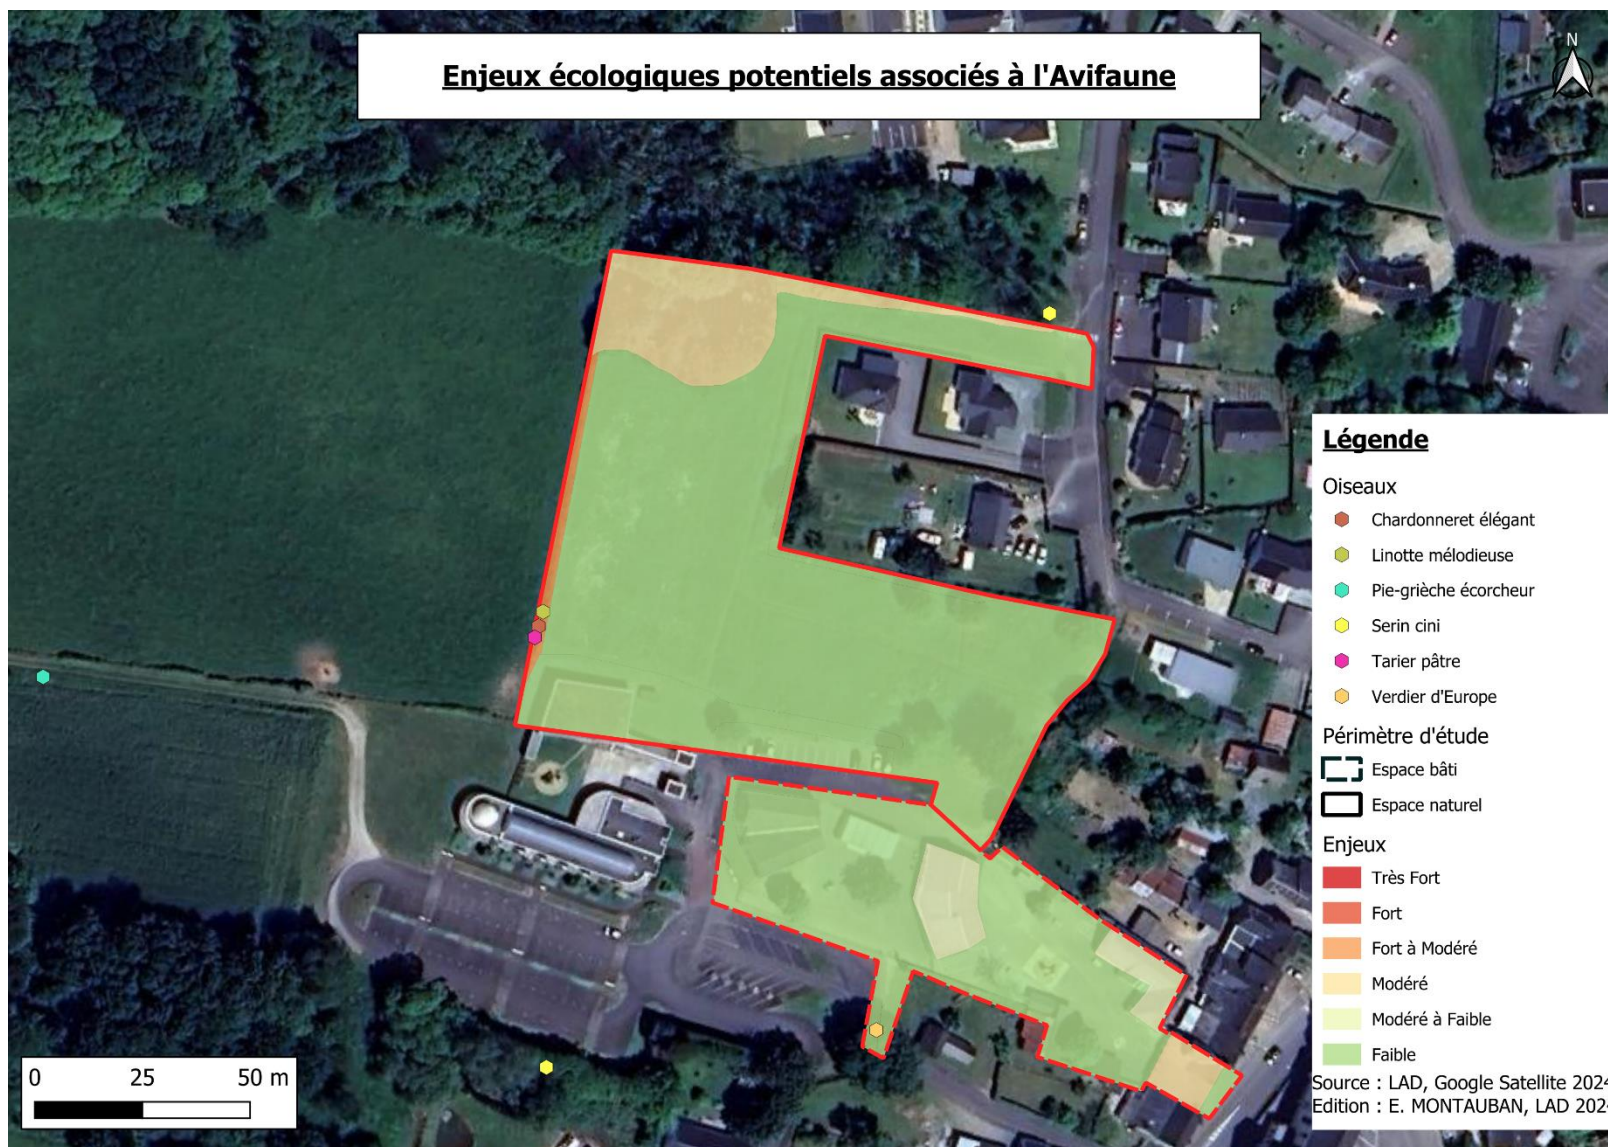 Enjeux écologiques potentiels associés à l'Avifaune
N
Légende
Oiseaux
Chardonneret élégant
Linotte mélodieuse
Pie-grièche écorcheur
Serin cini
Tarier pâtre
Verdier d'Europe
Périmètre d'étude
Espace bâti
Espace naturel
Enjeux
Très Fort
Fort
Fort à Modéré
Modéré
Modéré à Faible
Faible
Source : LAD, Google Satellite 2024
Edition : E. MONTAUBAN, LAD 2024
0 25 50 m